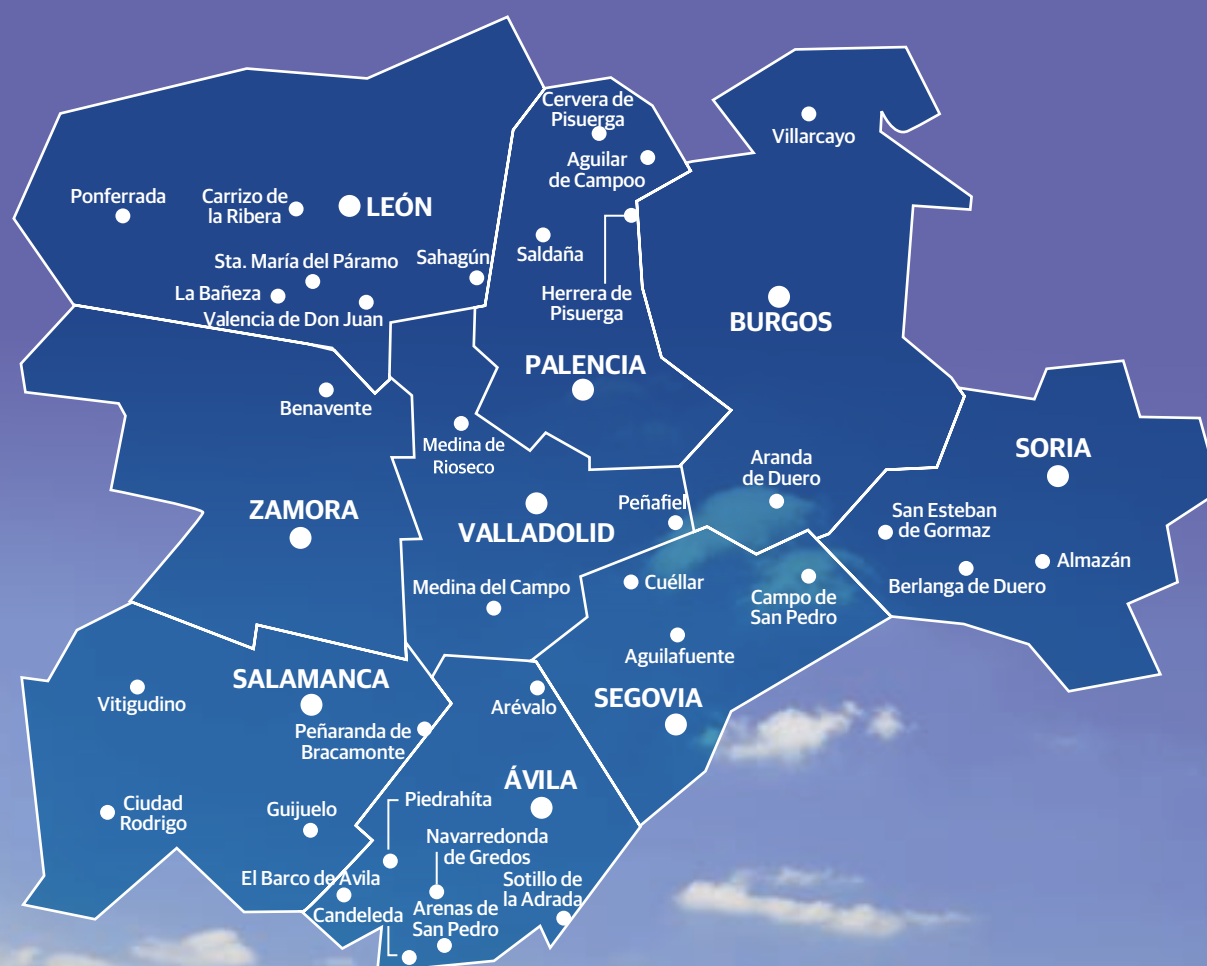 Cervera de
Pisuerga
Villarcayo
Aguilar
de Campoo
Ponferrada
Carrizo de
la Ribera
LEÓN
Saldaña
Sta. María del Páramo
Sahagún
La Bañeza
Valencia de Don Juan
Herrera de
Pisuerga
BURGOS
PALENCIA
Benavente
Medina de
Rioseco
SORIA
Aranda
de Duero
Peñafiel
ZAMORA
VALLADOLID
San Esteban
de Gormaz
Almazán
Berlanga de Duero
Medina del Campo
Cuéllar
Campo de
San Pedro
Aguilafuente
SALAMANCA
Vitigudino
Arévalo
SEGOVIA
Peñaranda de
Bracamonte
ÁVILA
Piedrahíta
Ciudad
Rodrigo
Guijuelo
Navarredonda
de Gredos
El Barco de Ávila
Sotillo de
la Adrada
Candeleda
Arenas de
San Pedro